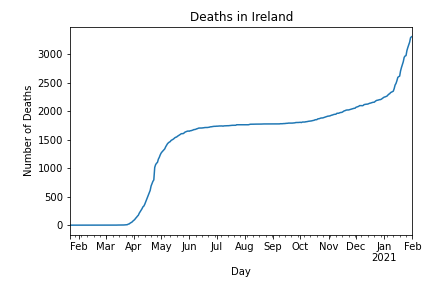 Deaths in Ireland
Number of Deaths
3000
2500
2000
1500
1000
500
0
Feb Mar Apr May Jun Jul Aug Sep Oct Nov Dec Jan Feb
2021
Day